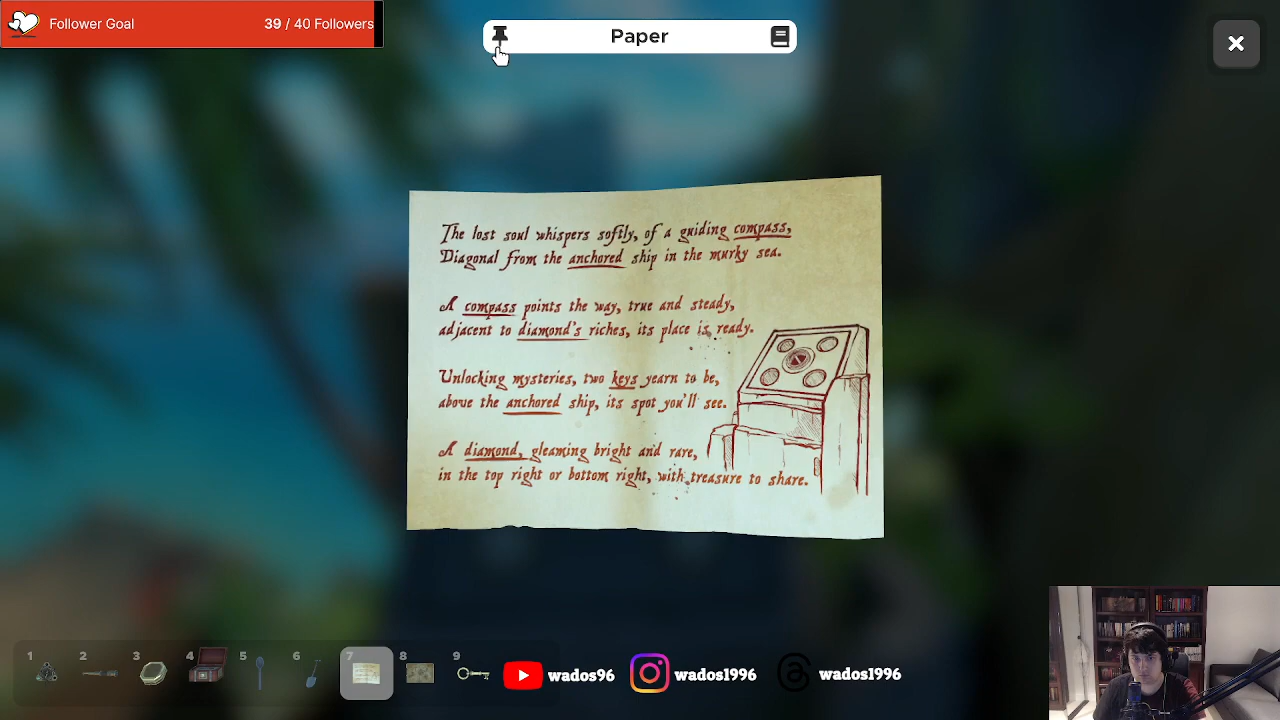 Follower Goal
39 / 40 Followers
Paper
The lost soul whispers softly, of a guiding compass,
Diagonal from the anchored ship in the murky sea.
A compass points the way, true and steady,
adjacent to diamond's riches, its place is ready.
Unlocking mysteries, two keys yearn to be,
above the anchored ship, its spot you'll see.
A diamond, gleaming bright and rare,
in the top right or bottom right, with treasure to share.
1 2 3 4 5 6 7 8 9
wados96 wados1996 wados1996